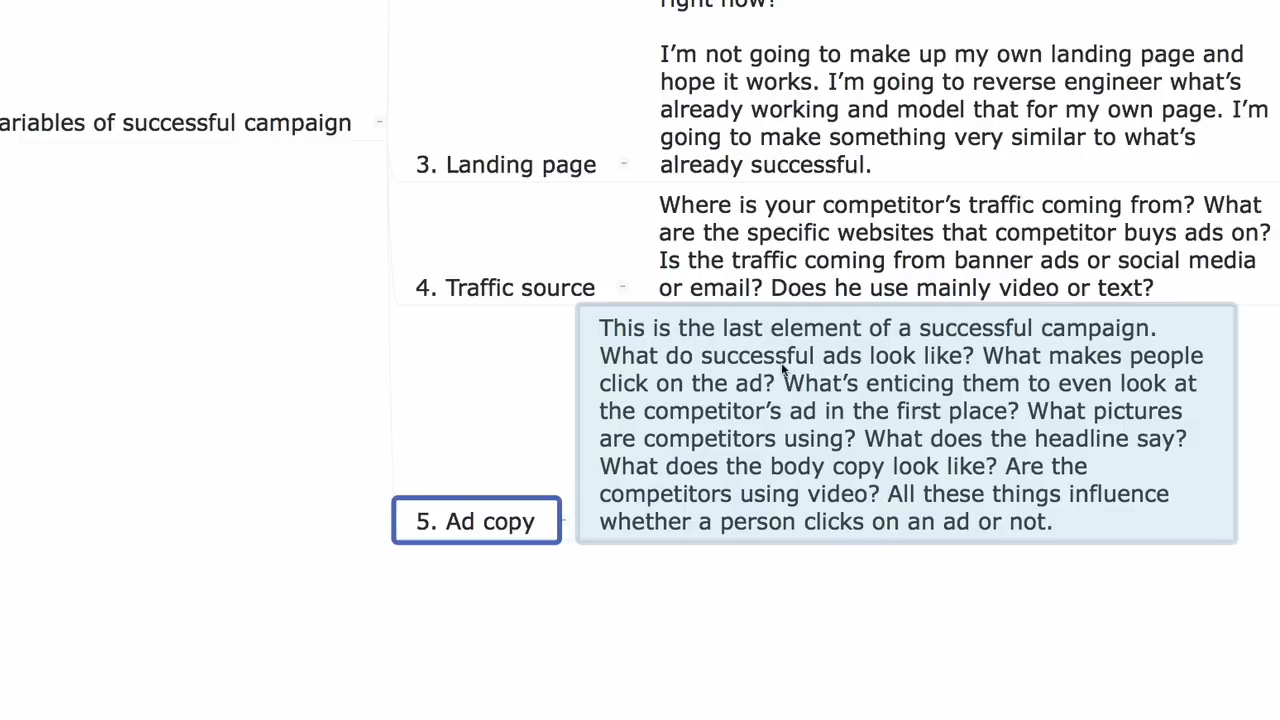 right now?
I’m not going to make up my own landing page and
hope it works. I’m going to reverse engineer what’s
already working and model that for my own page. I’m
going to make something very similar to what’s
already successful.
variables of successful campaign
3. Landing page
Where is your competitor’s traffic coming from? What
are the specific websites that competitor buys ads on?
Is the traffic coming from banner ads or social media
or email? Does he use mainly video or text?
4. Traffic source
This is the last element of a successful campaign.
What do successful ads look like? What makes people
click on the ad? What’s enticing them to even look at
the competitor’s ad in the first place? What pictures
are competitors using? What does the headline say?
What does the body copy look like? Are the
competitors using video? All these things influence
whether a person clicks on an ad or not.
5. Ad copy